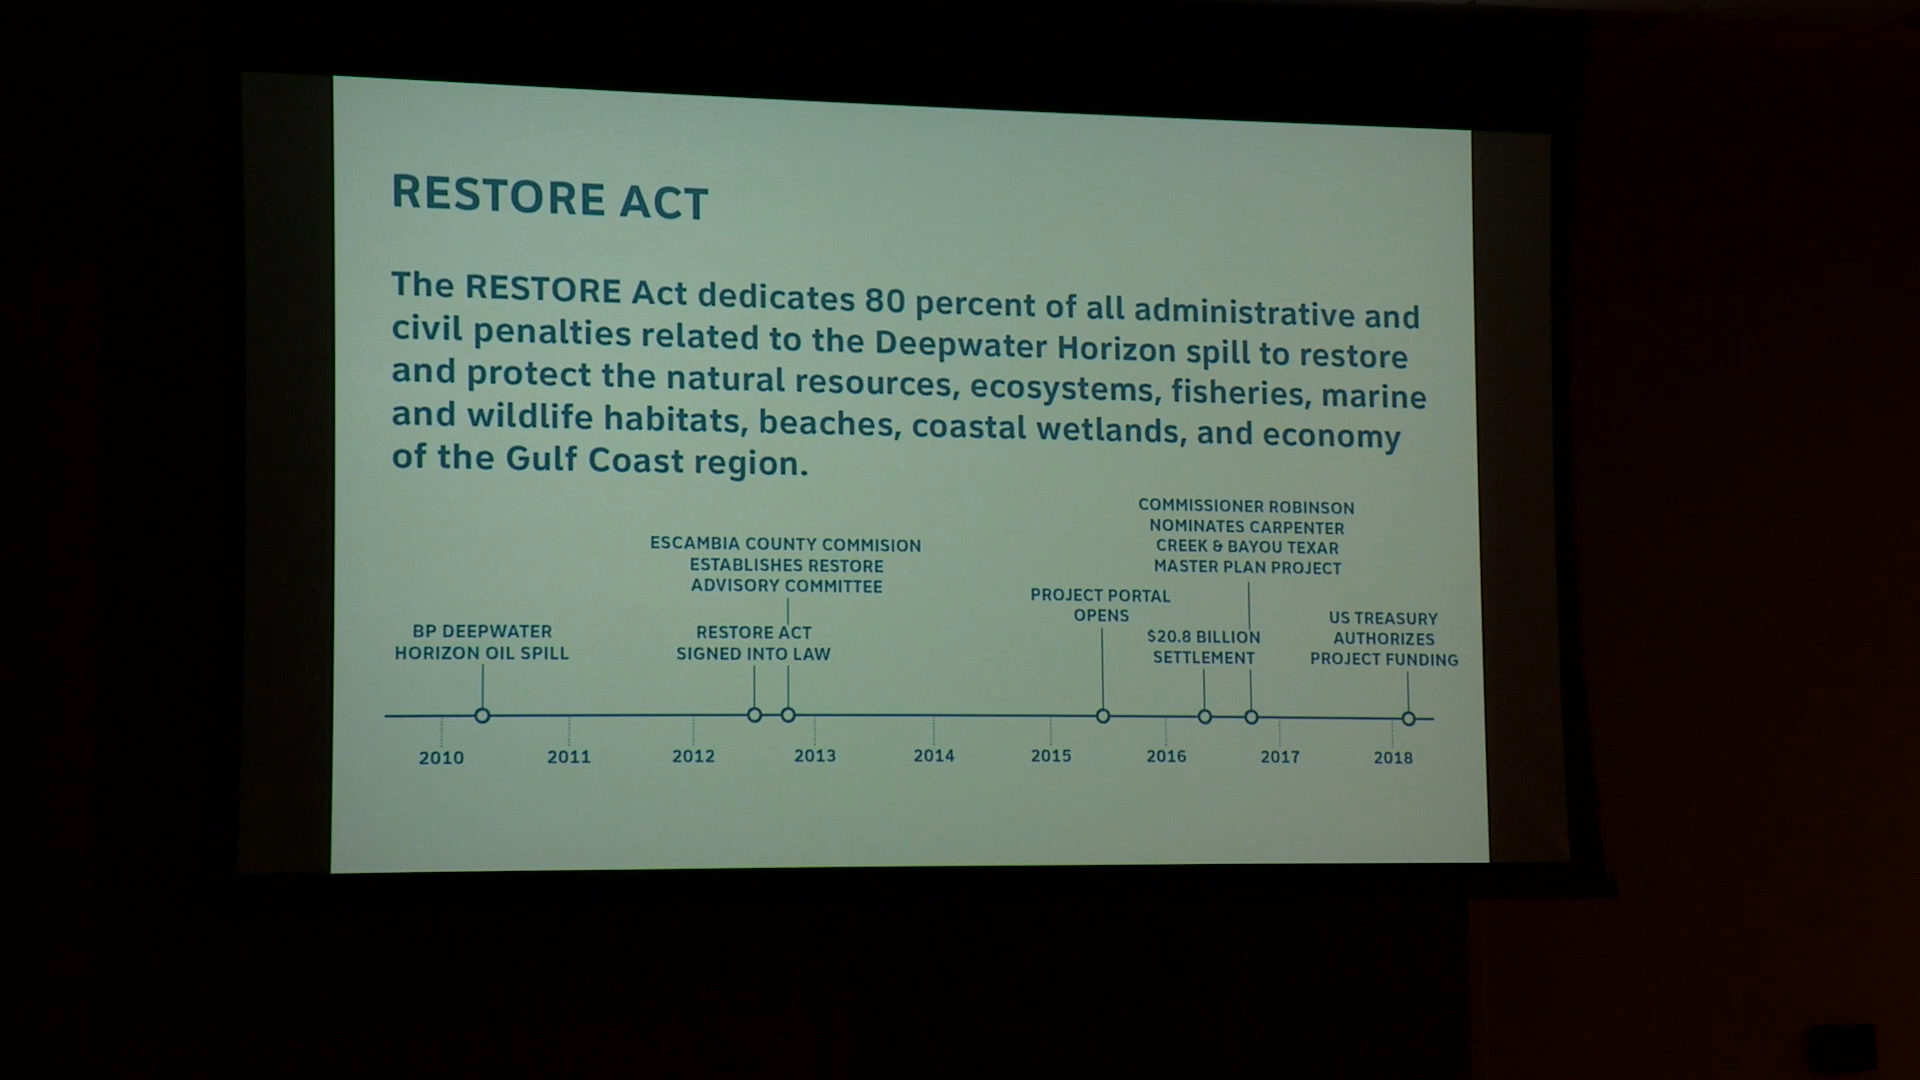 RESTORE ACT
The RESTORE Act dedicates 80 percent of all administrative and
civil penalties related to the Deepwater Horizon spill to restore
and protect the natural resources, ecosystems, fisheries, marine
and wildlife habitats, beaches, coastal wetlands, and economy
of the Gulf Coast region.
BP DEEPWATER
HORIZON OIL SPILL
ESCAMBIA COUNTY COMMISION
ESTABLISHES RESTORE
ADVISORY COMMITTEE
RESTORE ACT
SIGNED INTO LAW
PROJECT PORTAL
OPENS
COMMISSIONER ROBINSON
NOMINATES CARPENTER
CREEK & BAYOU TEXAR
MASTER PLAN PROJECT
$20.8 BILLION
SETTLEMENT
US TREASURY
AUTHORIZES
PROJECT FUNDING
2010 2011 2012 2013 2014 2015 2016 2017 2018